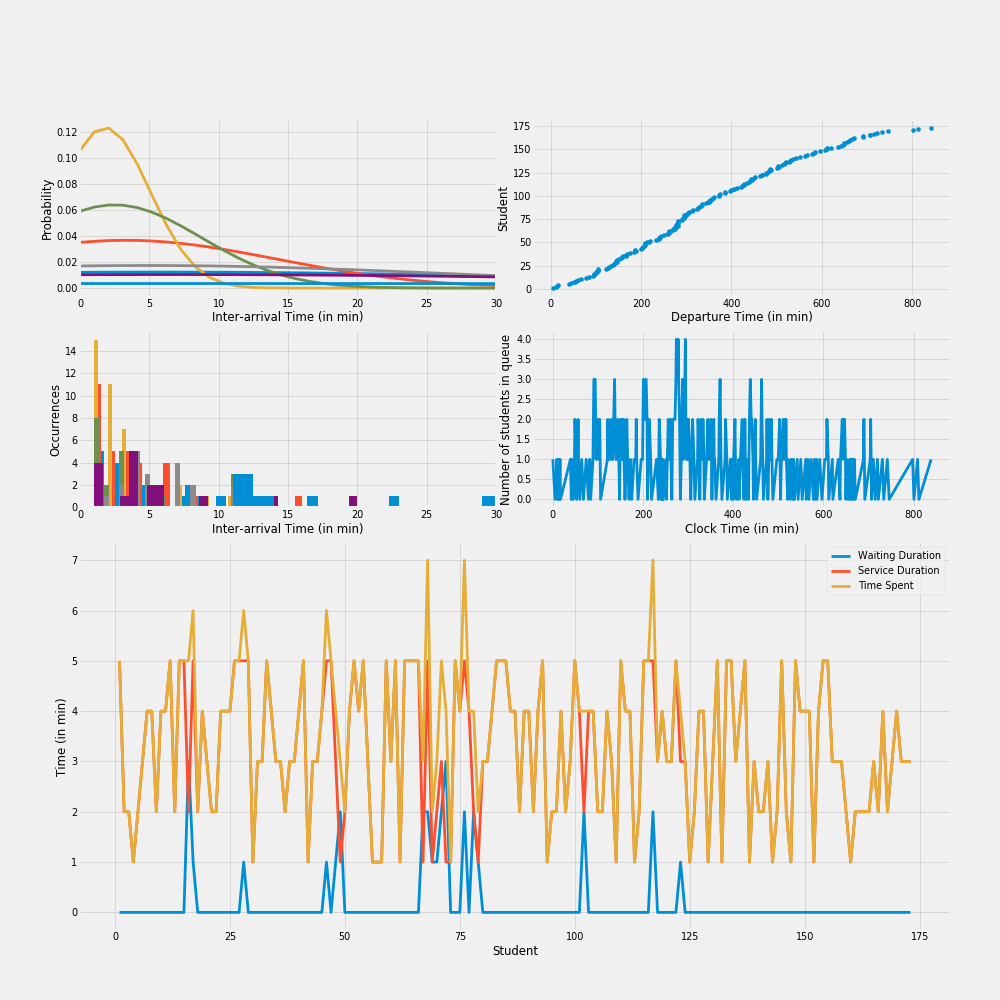 0.12
0.10
0.08
0.06
0.04
0.02
0.00
Probability
0 5 10 15 20 25 30
Inter-arrival Time (in min)
175
150
125
100
75
50
25
0
Student
0 200 400 600 800
Departure Time (in min)
14
12
10
8
6
4
2
0
Occurrences
0 5 10 15 20 25 30
Inter-arrival Time (in min)
4.0
3.5
3.0
2.5
2.0
1.5
1.0
0.5
0.0
Number of students in queue
0 200 400 600 800
Clock Time (in min)
Waiting Duration
Service Duration
Time Spent
7
6
5
4
3
2
1
0
Time (in min)
0 25 50 75 100 125 150 175
Student